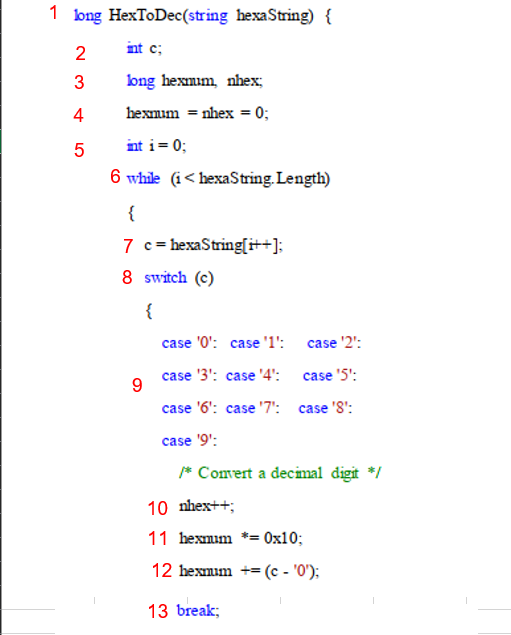 1 long HexToDec(string hexaString) {
2 int c;
3 long hexnum, nhex;
4 hexnum = nhex = 0;
5 int i = 0;
6 while (i < hexaString.Length)
{
7 c = hexaString[i++];
8 switch (c)
{
case '0': case '1': case '2':
9 case '3': case '4': case '5':
case '6': case '7': case '8':
case '9':
/* Convert a decimal digit */
10 nhex++;
11 hexnum *= 0x10;
12 hexnum += (c - '0');
13 break;